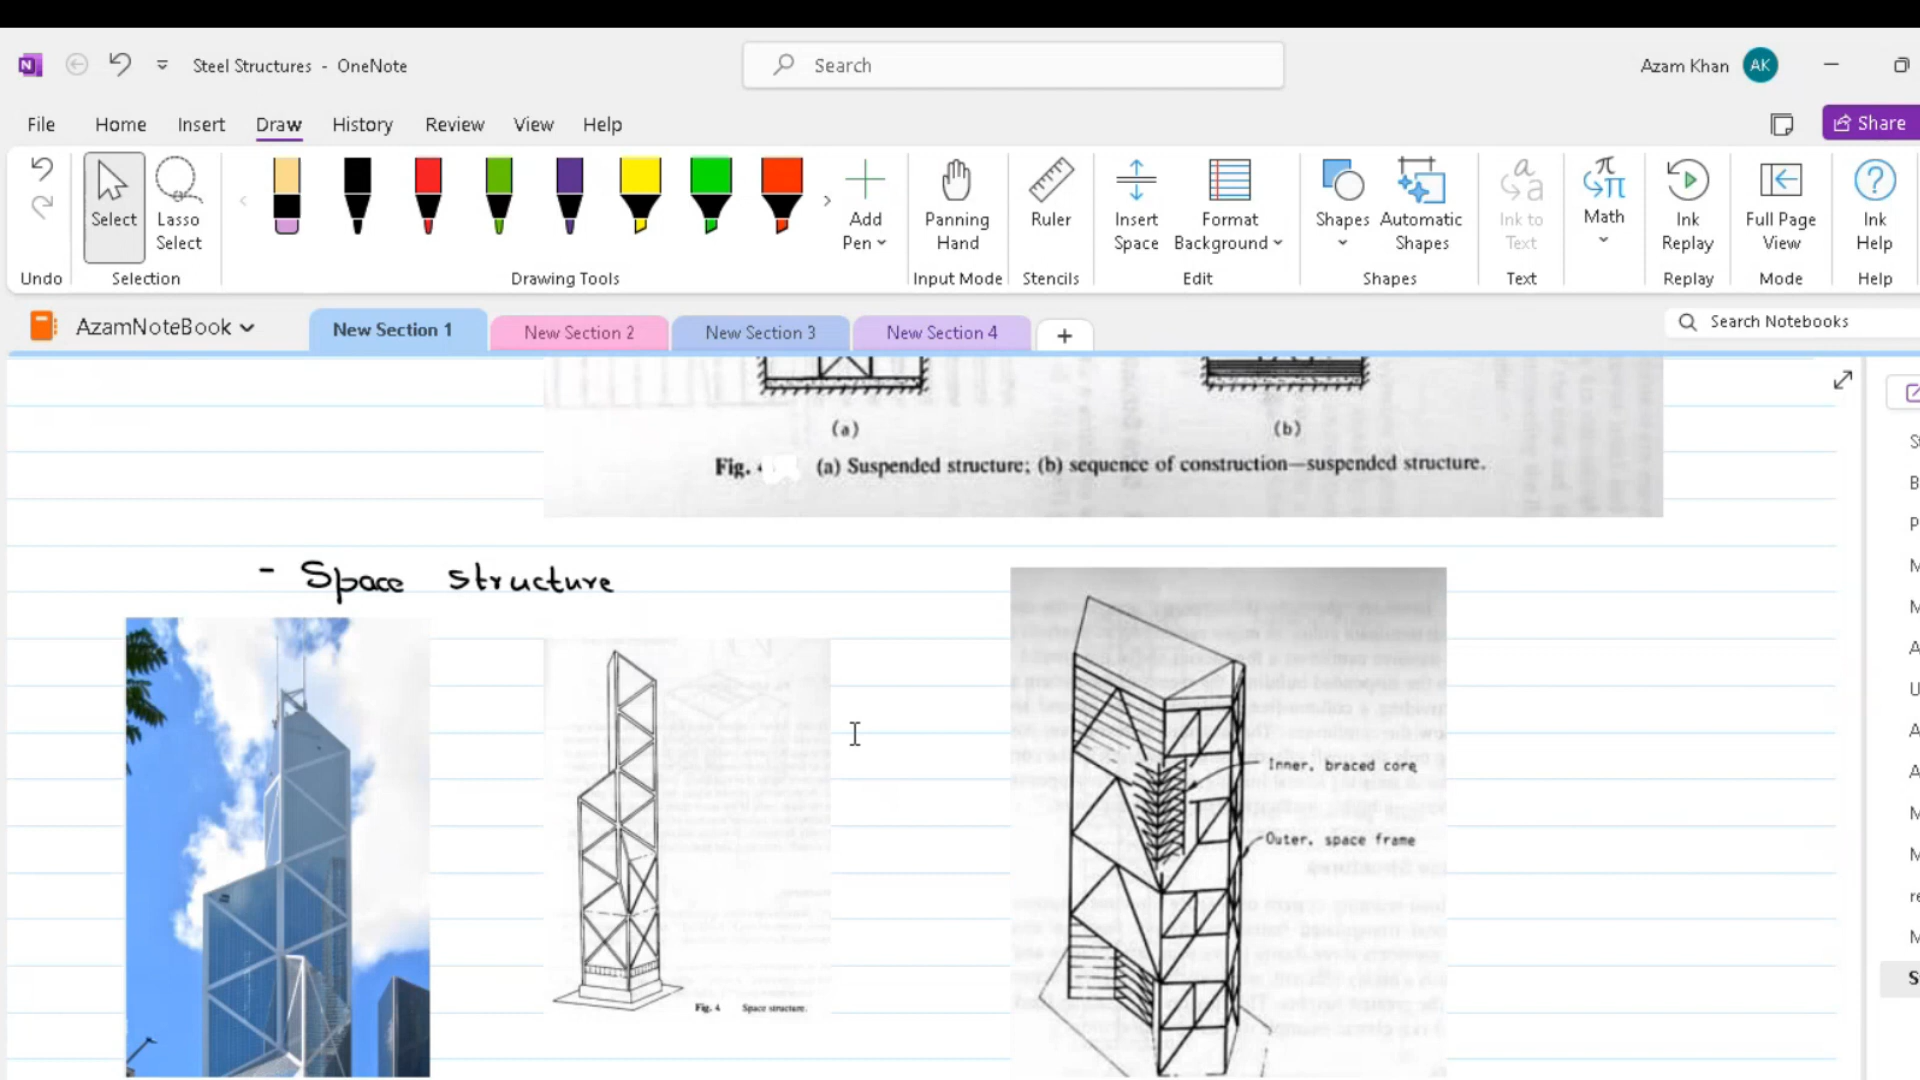 Steel Structures - OneNote
Search
Azam Khan AK
File Home Insert Draw History Review View Help
Share
Select
Lasso Select
Add Pen
Panning Hand
Ruler
Insert Space
Format Background
Shapes
Automatic Shapes
Ink to Text
Math
Ink Replay
Full Page View
Ink Help
Undo Selection Drawing Tools Input Mode Stencils Edit Shapes Text Replay Mode Help
AzamNoteBook New Section 1 New Section 2 New Section 3 New Section 4 +
Search Notebooks
(a) (b)
Fig. (a) Suspended structure; (b) sequence of construction—suspended structure.
- Space structure
Inner, braced core
Outer, space frame
Fig. 4 Space structure.